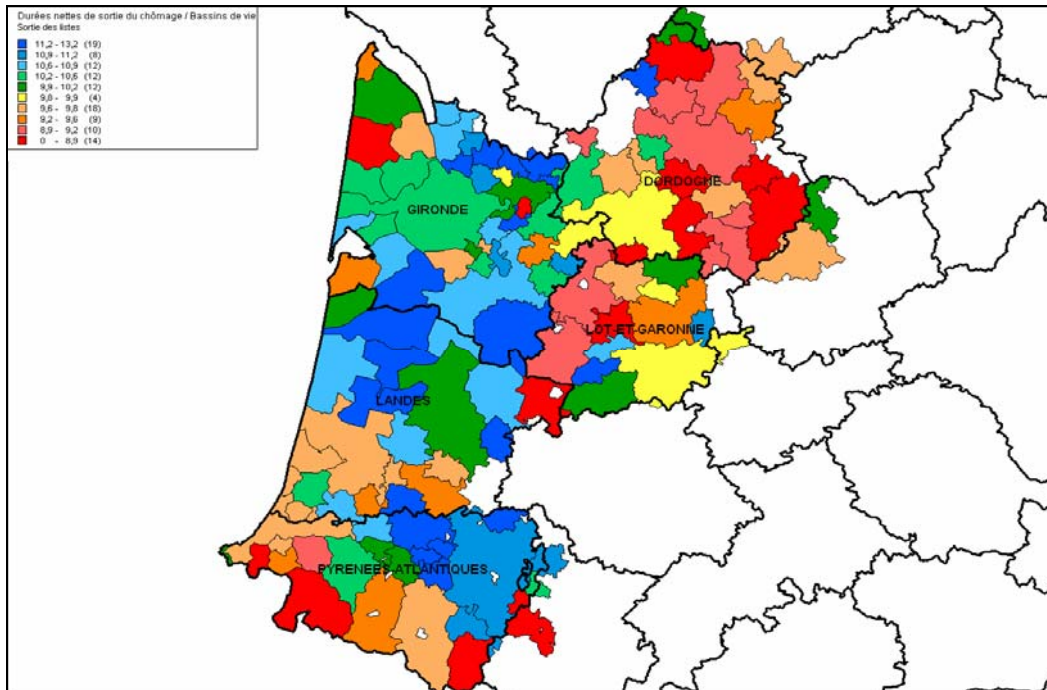 Durées nettes de sortie du chômage / Bassins de vie
Sortie des listes
11,2 - 13,2 (19)
10,9 - 11,2 (8)
10,6 - 10,9 (12)
10,2 - 10,6 (12)
9,9 - 10,2 (12)
9,8 - 9,9 (4)
9,6 - 9,8 (18)
9,2 - 9,6 (9)
8,9 - 9,2 (10)
0 - 8,9 (14)
DORDOGNE
GIRONDE
LOT-ET-GARONNE
LANDES
PYRENEES-ATLANTIQUES